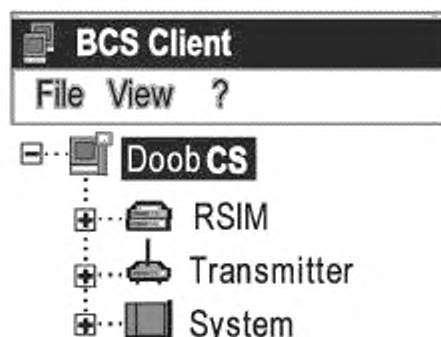 BCS Client
File View ?
Doob CS
RSIM
Transmitter
System